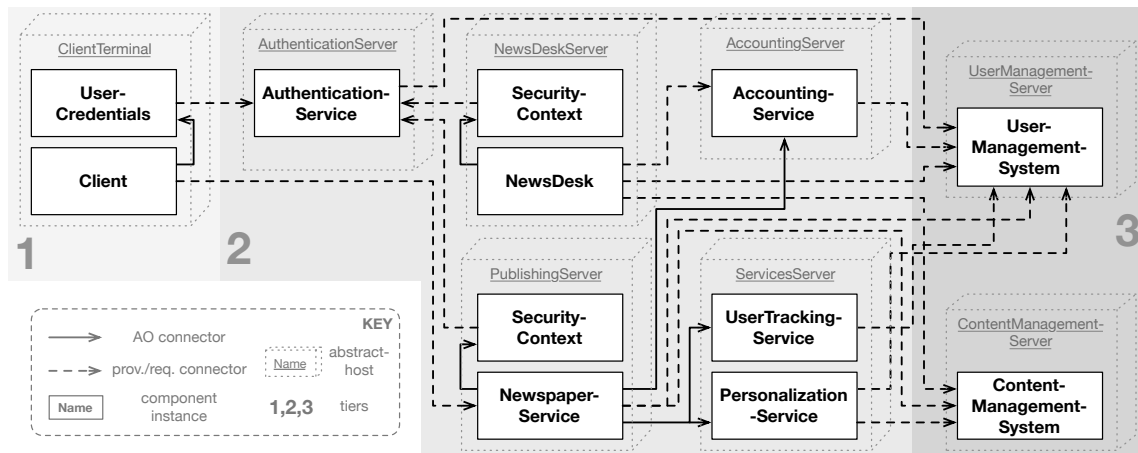 ClientTerminal
User-
Credentials
Client
1
AuthenticationServer
Authentication-
Service
2
NewsDeskServer
Security-
Context
NewsDesk
AccountingServer
Accounting-
Service
UserManagement-
Server
User-
Management-
System
3
PublishingServer
Security-
Context
Newspaper-
Service
ServicesServer
UserTracking-
Service
Personalization
-Service
ContentManagement-
Server
Content-
Management-
System
KEY
AO connector
prov./req. connector
Name
component
instance
Name
abstract-
host
1,2,3
tiers